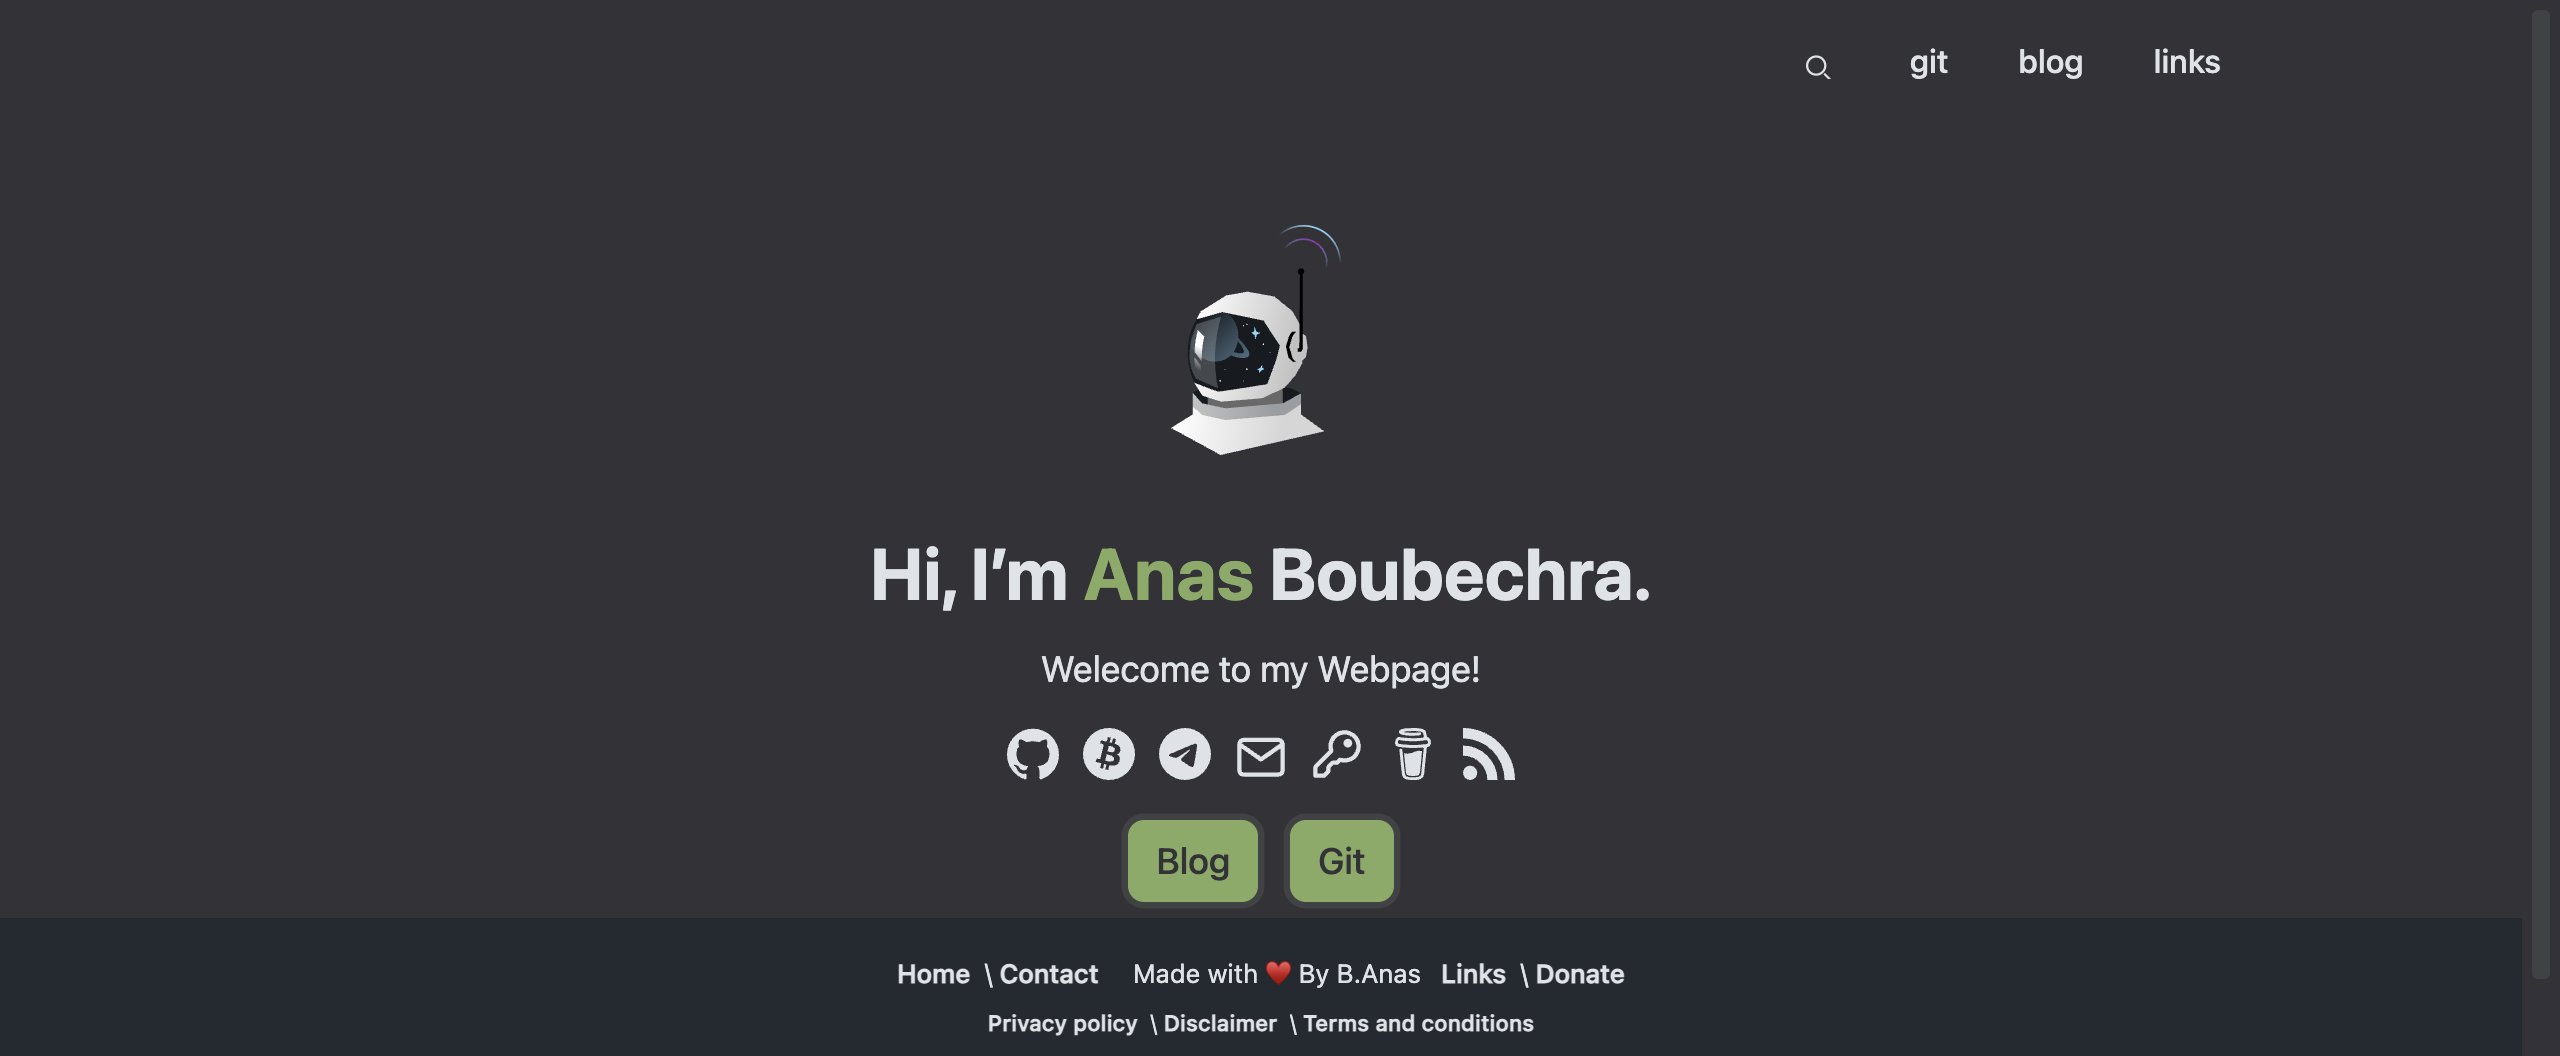 git blog links
Hi, I’m Anas Boubechra.
Welecome to my Webpage!
Blog Git
Home \ Contact Made with ❤️ By B.Anas Links \ Donate
Privacy policy \ Disclaimer \ Terms and conditions